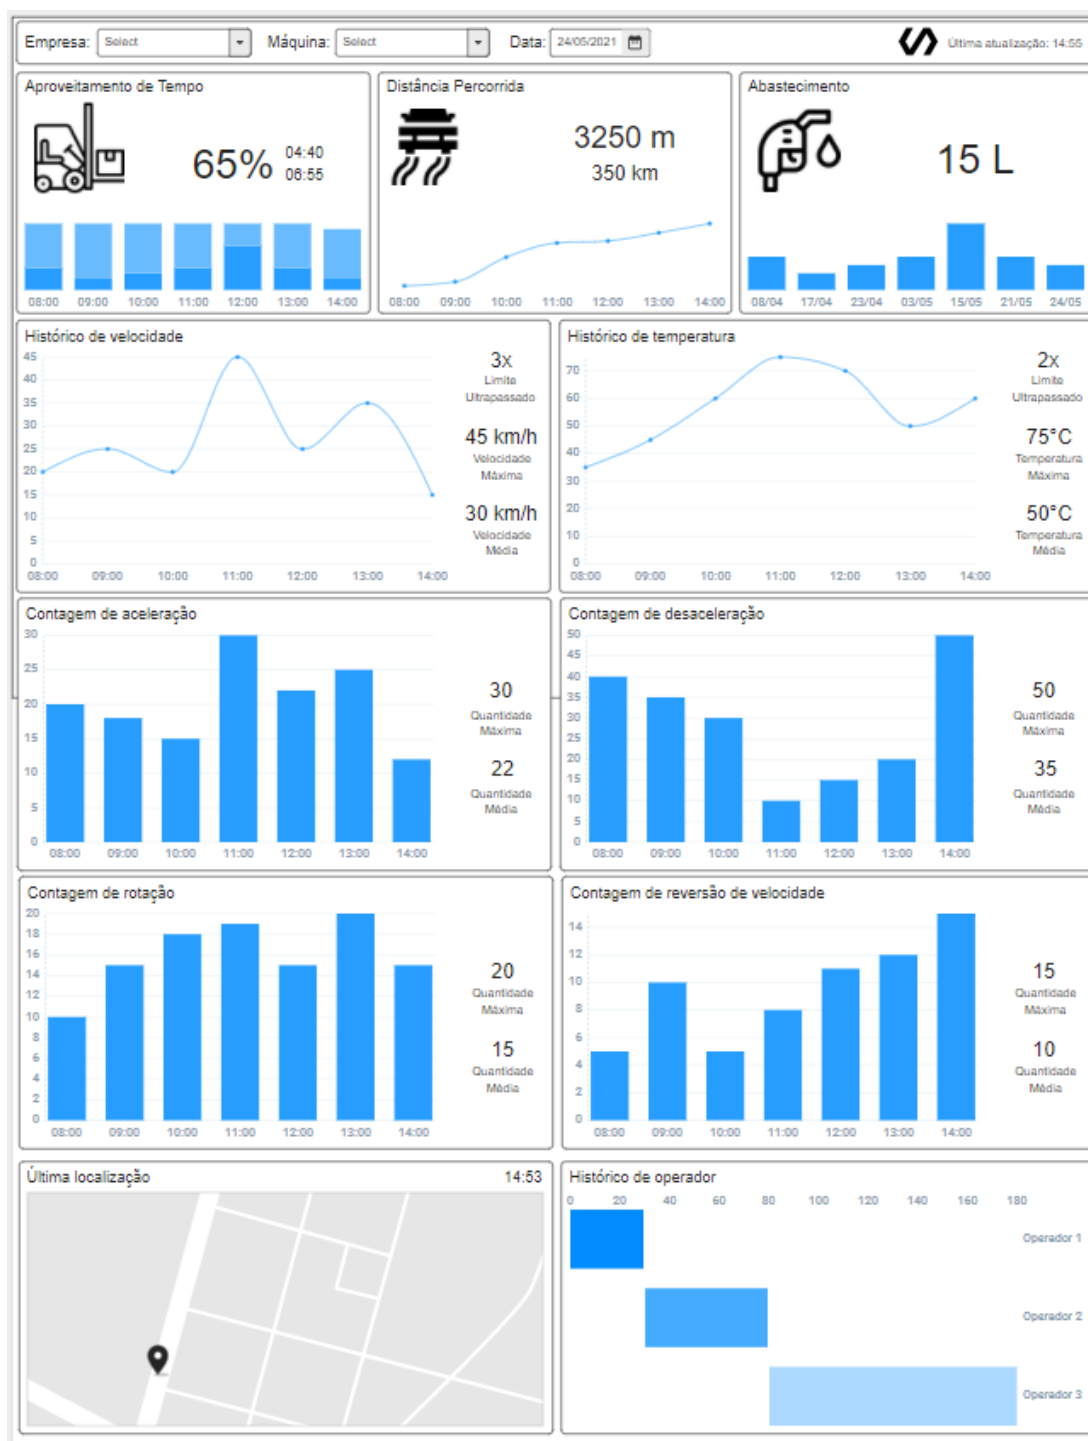 Empresa: Select Máquina: Select Data: 24/05/2021 Última atualização: 14:55
Aproveitamento de Tempo
65% 04:40
06:55
08:00 09:00 10:00 11:00 12:00 13:00 14:00
Distância Percorrida
3250 m
350 km
08:00 09:00 10:00 11:00 12:00 13:00 14:00
Abastecimento
15 L
08/04 17/04 23/04 03/05 15/05 21/05 24/05
Histórico de velocidade
45
40
35
30
25
20
15
10
5
0
08:00 09:00 10:00 11:00 12:00 13:00 14:00
3x
Limite
Ultrapassado
45 km/h
Velocidade
Máxima
30 km/h
Velocidade
Média
Histórico de temperatura
70
60
50
40
30
20
10
0
08:00 09:00 10:00 11:00 12:00 13:00 14:00
2x
Limite
Ultrapassado
75°C
Temperatura
Máxima
50°C
Temperatura
Média
Contagem de aceleração
30
25
20
15
10
5
0
08:00 09:00 10:00 11:00 12:00 13:00 14:00
30
Quantidade
Máxima
22
Quantidade
Média
Contagem de desaceleração
50
45
40
35
30
25
20
15
10
5
0
08:00 09:00 10:00 11:00 12:00 13:00 14:00
50
Quantidade
Máxima
35
Quantidade
Média
Contagem de rotação
20
18
16
14
12
10
8
6
4
2
0
08:00 09:00 10:00 11:00 12:00 13:00 14:00
20
Quantidade
Máxima
15
Quantidade
Média
Contagem de reversão de velocidade
14
12
10
8
6
4
2
0
08:00 09:00 10:00 11:00 12:00 13:00 14:00
15
Quantidade
Máxima
10
Quantidade
Média
Última localização 14:53
Histórico de operador
0 20 40 60 80 100 120 140 160 180
Operador 1
Operador 2
Operador 3